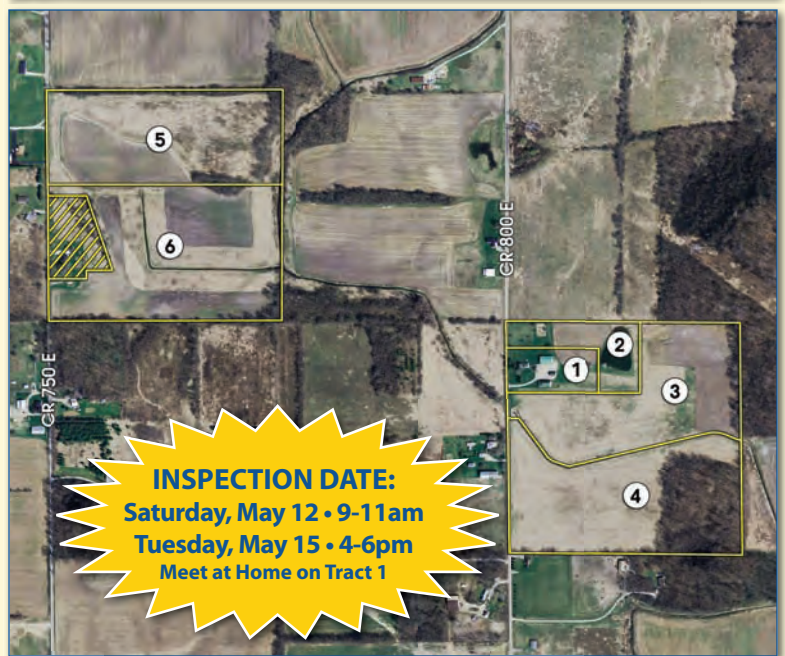 5
6
CR 800 E
2
1
3
CR 750 E
4
INSPECTION DATE:
Saturday, May 12 • 9-11am
Tuesday, May 15 • 4-6pm
Meet at Home on Tract 1